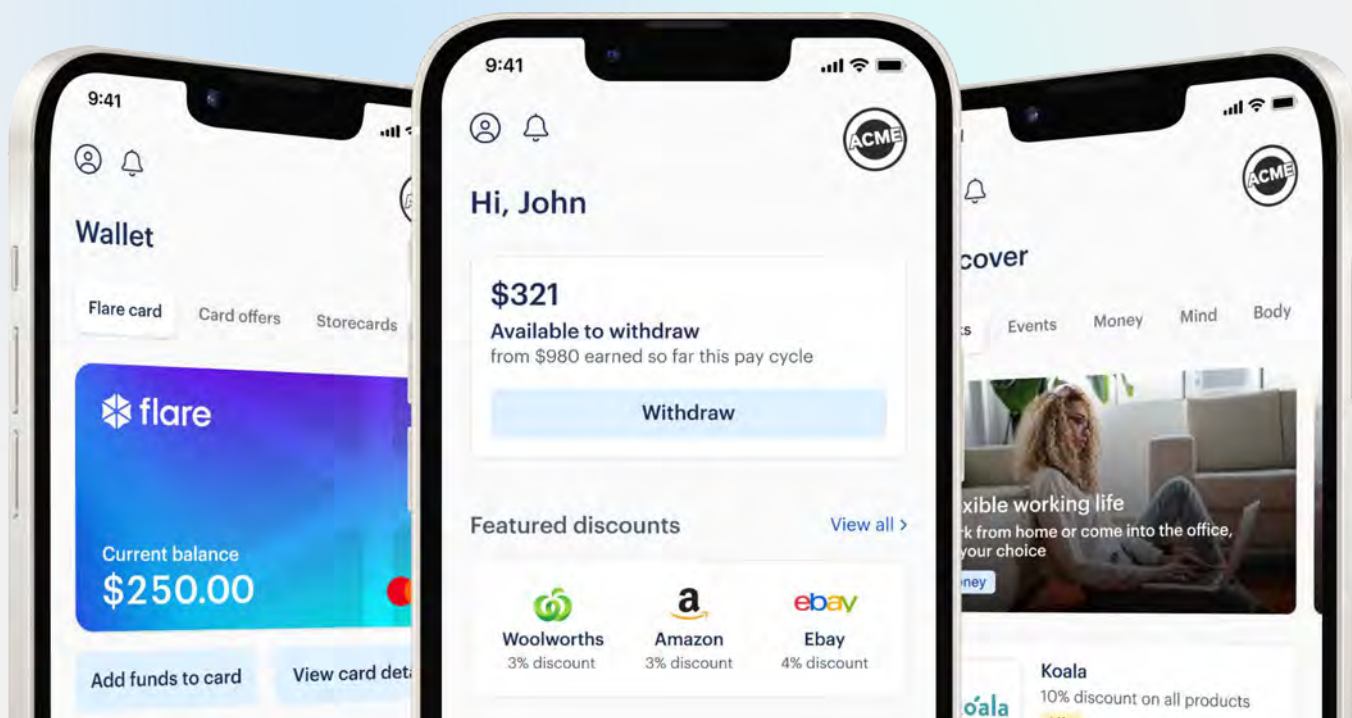 9:41
Wallet
Flare card
Card offers
Storecards
flare
Current balance
$250.00
Add funds to card
View card
9:41
ACME
Hi, John
$321
Available to withdraw
from $980 earned so far this pay cycle
Withdraw
Featured discounts
View all >
a
ebay
Woolworths
Amazon
Ebay
3% discount
3% discount
4% discount
ACME
cover
Events
Money
Mind
Body
xible working life
k from home or come into the office,
your choice
ney
oala
Koala
10% discount on all products